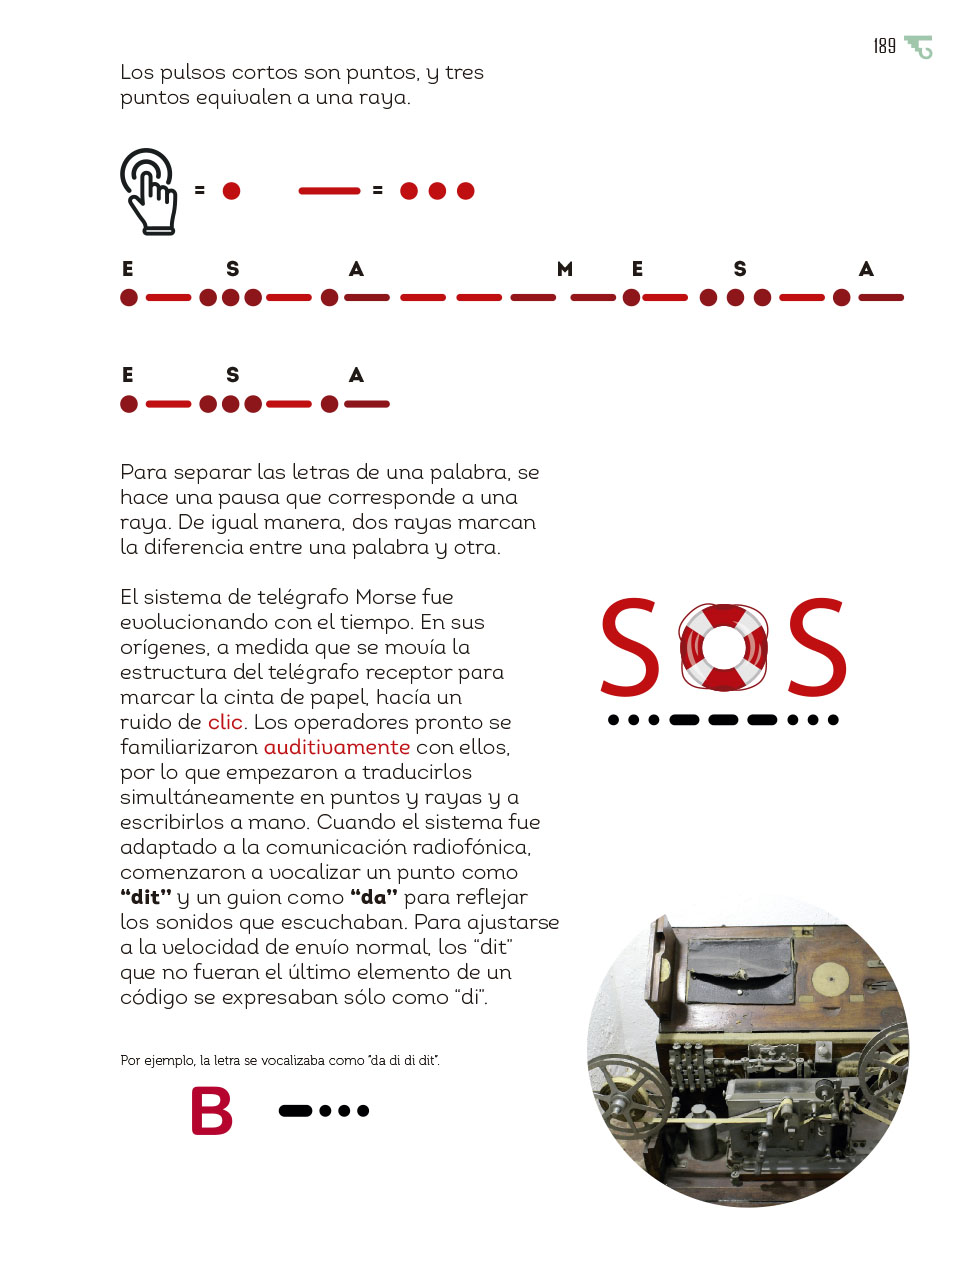 189
Los pulsos cortos son puntos, y tres
puntos equivalen a una raya.
= =
E S A M E S A
E S A
Para separar las letras de una palabra, se
hace una pausa que corresponde a una
raya. De igual manera, dos rayas marcan
la diferencia entre una palabra y otra.
El sistema de telégrafo Morse fue
evolucionando con el tiempo. En sus
orígenes, a medida que se movía la
estructura del telégrafo receptor para
marcar la cinta de papel, hacía un
ruido de clic. Los operadores pronto se
familiarizaron auditivamente con ellos,
por lo que empezaron a traducirlos
simultáneamente en puntos y rayas y a
escribirlos a mano. Cuando el sistema fue
adaptado a la comunicación radiofónica,
comenzaron a vocalizar un punto como
“dit” y un guion como “da” para reflejar
los sonidos que escuchaban. Para ajustarse
a la velocidad de envío normal, los “dit”
que no fueran el último elemento de un
código se expresaban sólo como “di”.
SOS
Por ejemplo, la letra se vocalizaba como “da di di dit”.
B